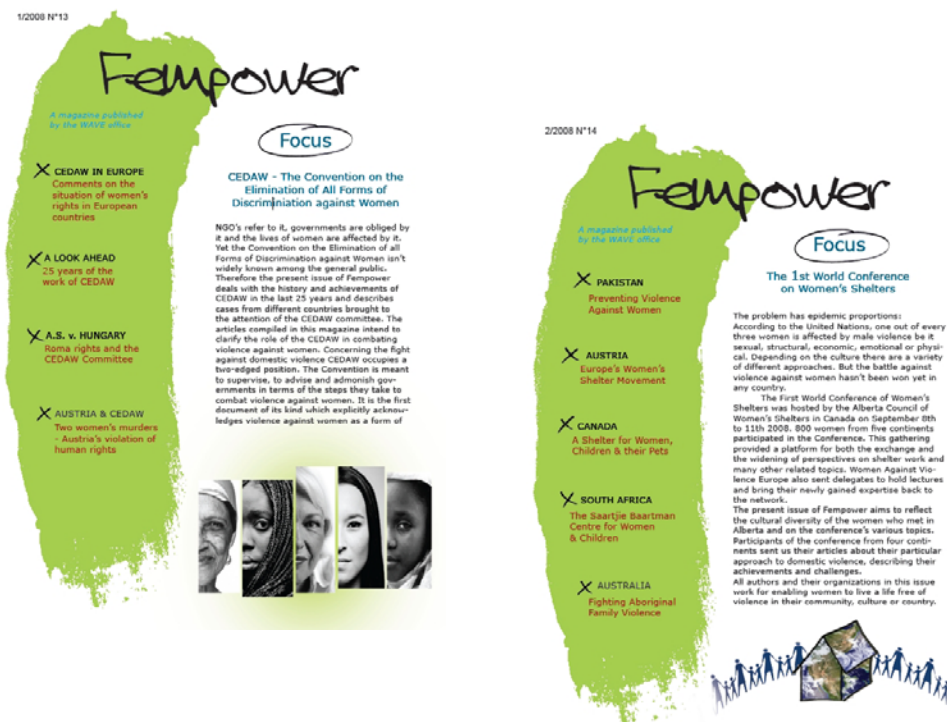 1/2008 N°13
Fempower
A magazine published
by the WAVE office
Focus
CEDAW IN EUROPE
Comments on the
situation of women's
rights in European
countries
A LOOK AHEAD
25 years of the
work of CEDAW
A.S. v. HUNGARY
Roma rights and the
CEDAW Committee
AUSTRIA & CEDAW
Two women's murders
- Austria's violation of
human rights
CEDAW - The Convention on the
Elimination of All Forms of
Discriminiation against Women
NGO's refer to it, governments are obliged by
it and the lives of women are affected by it.
Yet the Convention on the Elimination of all
Forms of Discrimination against Women isn't
widely known among the general public.
Therefore the present issue of Fempower
deals with the history and achievements of
CEDAW in the last 25 years and describes
cases from different countries brought to
the attention of the CEDAW committee. The
articles compiled in this magazine intend to
clarify the role of the CEDAW in combating
violence against women. Concerning the fight
against domestic violence CEDAW occupies a
two-edged position. The Convention is meant
to supervise, to advise and admonish gov-
ernments in terms of the steps they take to
combat violence against women. It is the first
document of its kind which explicitly acknow-
ledges violence against women as a form of
2/2008 N°14
Fempower
A magazine published
by the WAVE office
Focus
PAKISTAN
Preventing Violence
Against Women
AUSTRIA
Europe's Women's
Shelter Movement
CANADA
A Shelter for Women,
Children & their Pets
SOUTH AFRICA
The Saartjie Baartman
Centre for Women
& Children
AUSTRALIA
Fighting Aboriginal
Family Violence
The 1st World Conference
on Women's Shelters
The problem has epidemic proportions:
According to the United Nations, one out of every
three women is affected by male violence be it
sexual, structural, economic, emotional or physi-
cal. Depending on the culture there are a variety
of different approaches. But the battle against
violence against women hasn't been won yet in
any country.
The First World Conference of Women's
Shelters was hosted by the Alberta Council of
Women's Shelters in Canada on September 8th
to 11th 2008. 800 women from five continents
participated in the Conference. This gathering
provided a platform for both the exchange and
the widening of perspectives on shelter work and
many other related topics. Women Against Vio-
lence Europe also sent delegates to hold lectures
and bring their newly gained expertise back to
the network.
The present issue of Fempower aims to reflect
the cultural diversity of the women who met in
Alberta and on the conference's various topics.
Participants of the conference from four conti-
nents sent us their articles about their particular
approach to domestic violence, describing their
achievements and challenges.
All authors and their organizations in this issue
work for enabling women to live a life free of
violence in their community, culture or country.